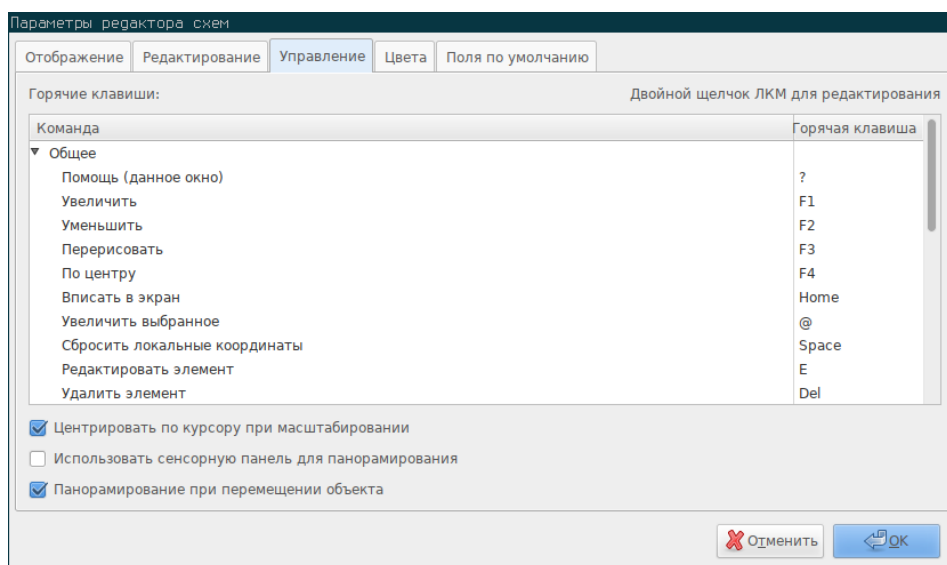 Параметры редактора схем
Отображение Редактирование Управление Цвета Поля по умолчанию
Горячие клавиши: Двойной щелчок ЛКМ для редактирования
Команда Горячая клавиша
Общее
Помощь (данное окно) ?
Увеличить F1
Уменьшить F2
Перерисовать F3
По центру F4
Вписать в экран Home
Увеличить выбранное @
Сбросить локальные координаты Space
Редактировать элемент E
Удалить элемент Del
Центрировать по курсору при масштабировании
Использовать сенсорную панель для панорамирования
Панорамирование при перемещении объекта
Отменить OK